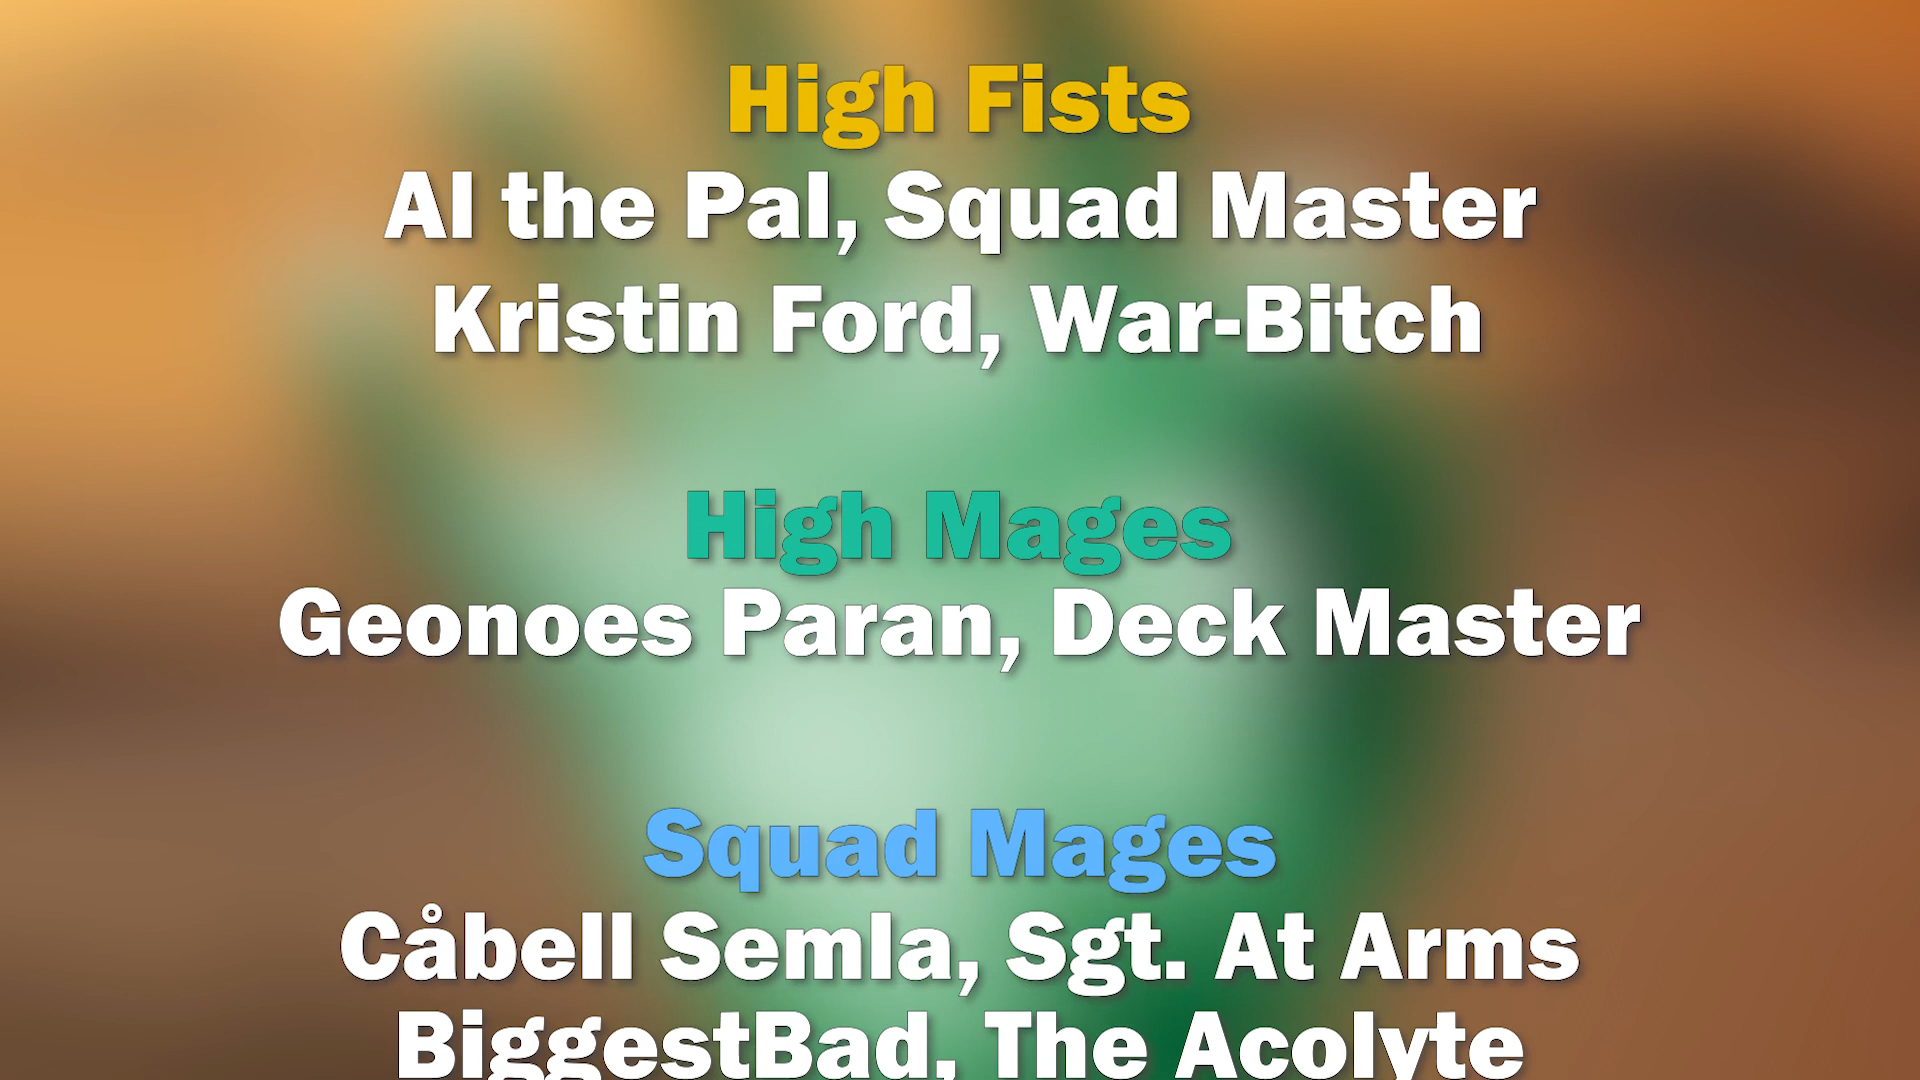 High Fists
Al the Pal, Squad Master
Kristin Ford, War-Bitch
High Mages
Geonoes Paran, Deck Master
Squad Mages
Cåbell Semla, Sgt. At Arms
BiggestBad, The Acolyte